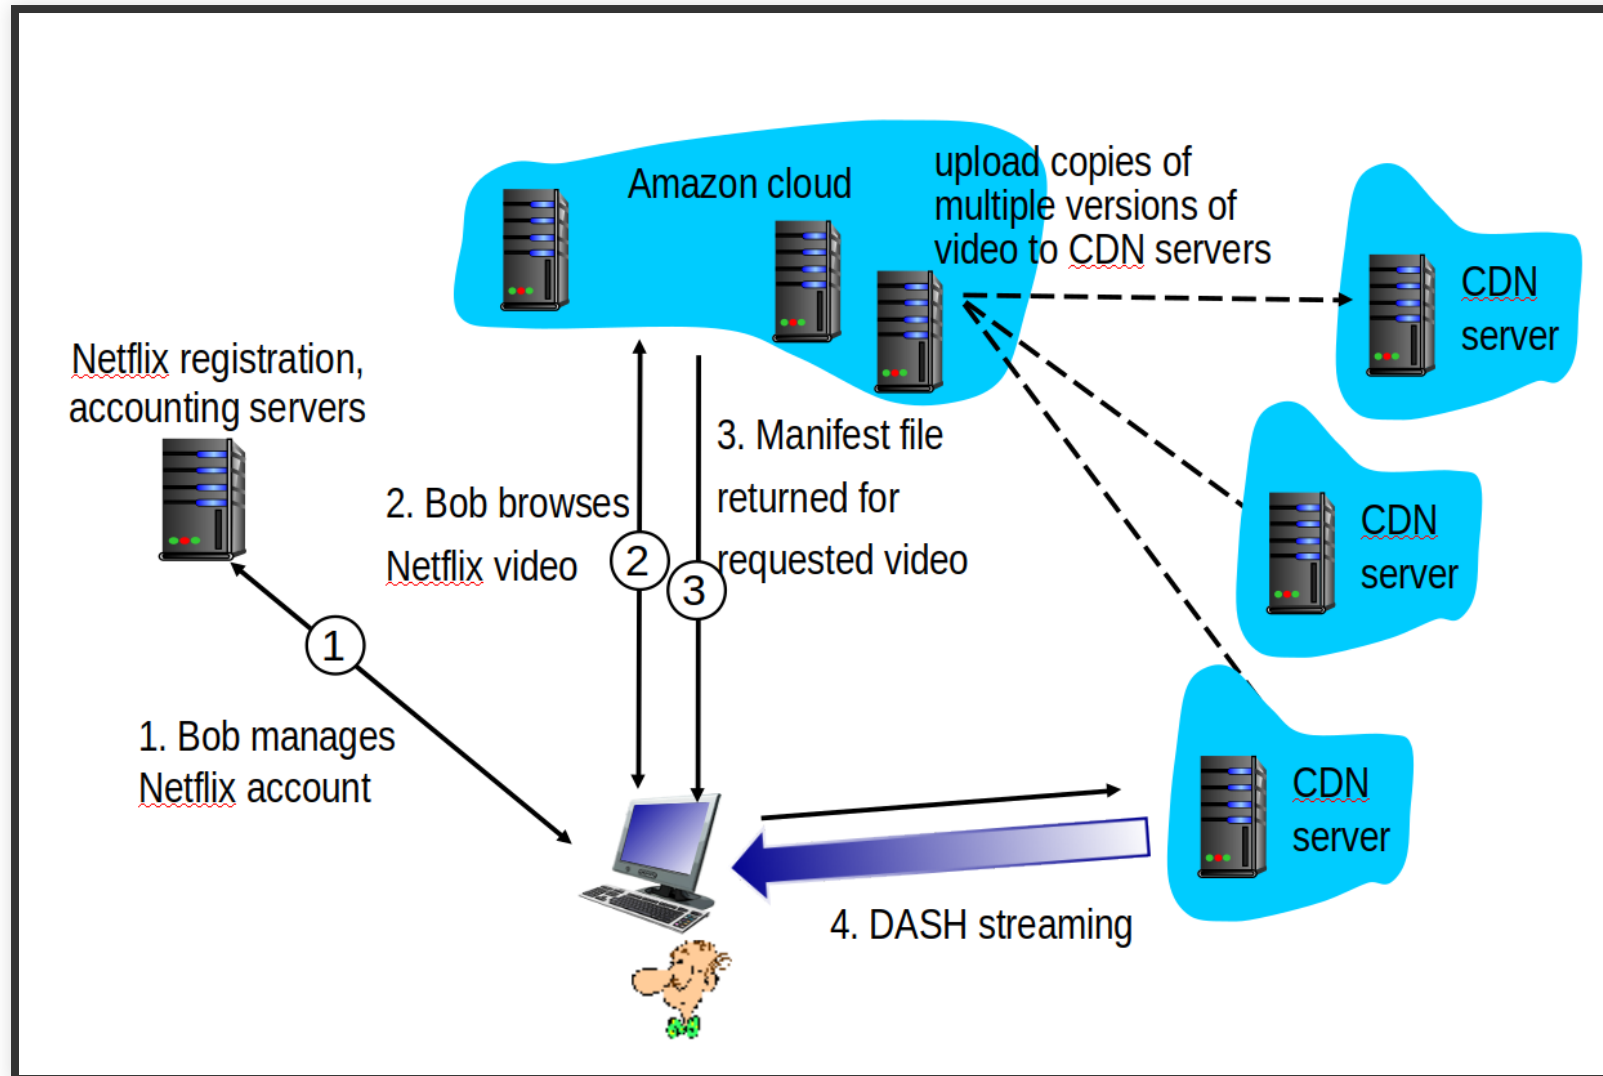 Amazon cloud
upload copies of
multiple versions of
video to CDN servers
CDN
server
Netflix registration,
accounting servers
3. Manifest file
returned for
requested video
2. Bob browses
Netflix video
2
3
CDN
server
1
1. Bob manages
Netflix account
CDN
server
4. DASH streaming